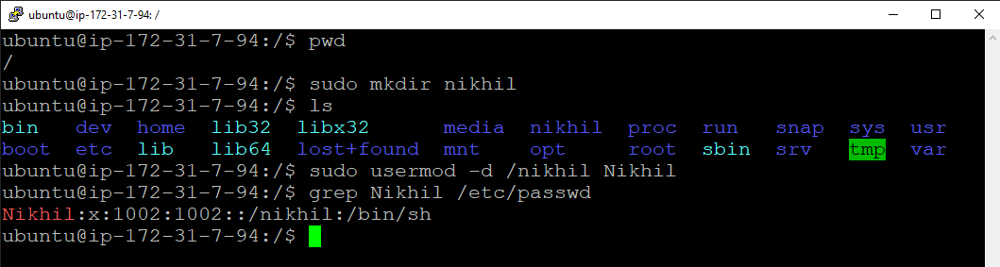 ubuntu@ip-172-31-7-94: /
ubuntu@ip-172-31-7-94:/$ pwd
/
ubuntu@ip-172-31-7-94:/$ sudo mkdir nikhil
ubuntu@ip-172-31-7-94:/$ ls
bin dev home lib32 libx32 media nikhil proc run snap sys usr
boot etc lib lib64 lost+found mnt opt root sbin srv tmp var
ubuntu@ip-172-31-7-94:/$ sudo usermod -d /nikhil Nikhil
ubuntu@ip-172-31-7-94:/$ grep Nikhil /etc/passwd
Nikhil:x:1002:1002::/nikhil:/bin/sh
ubuntu@ip-172-31-7-94:/$